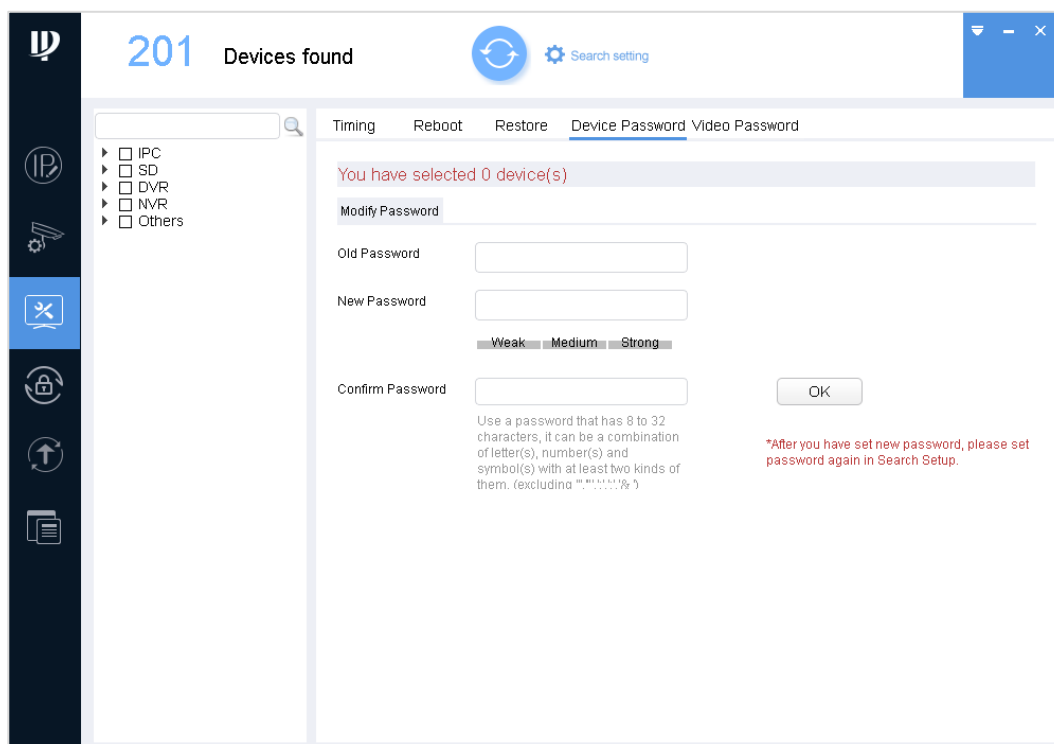 201 Devices found
Search setting
Timing Reboot Restore Device Password Video Password
IPC
SD
DVR
NVR
Others
You have selected 0 device(s)
Modify Password
Old Password
New Password
Weak Medium Strong
Confirm Password
OK
Use a password that has 8 to 32
characters, it can be a combination
of letter(s), number(s) and
symbol(s) with at least two kinds of
them. (excluding
*After you have set new password, please set
password again in Search Setup.
IP